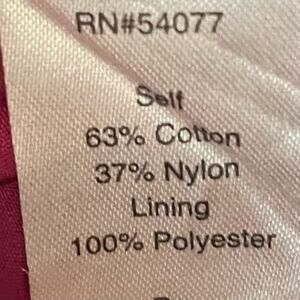 RN#54077
Self
63% Cotton
37% Nylon
Lining
100% Polyester